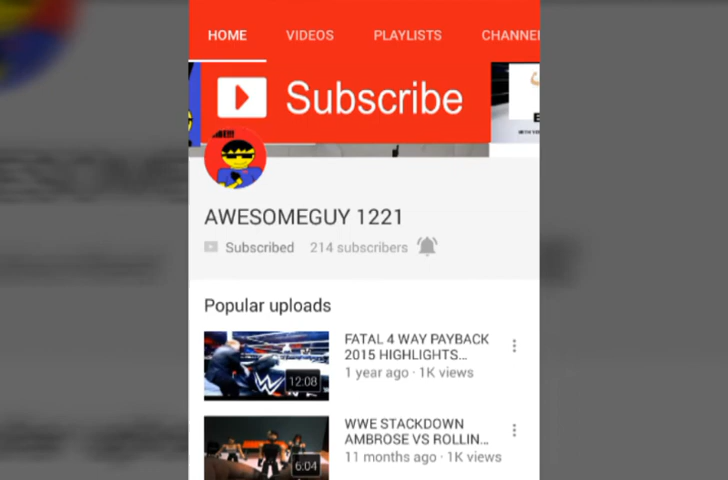 HOME VIDEOS PLAYLISTS CHANNEL
Subscribe
AWESOMEGUY 1221
Subscribed 214 subscribers
Popular uploads
FATAL 4 WAY PAYBACK
2015 HIGHLIGHTS...
1 year ago · 1K views
12:08
WWE STACKDOWN
AMBROSE VS ROLLIN...
11 months ago · 1K views
6:04